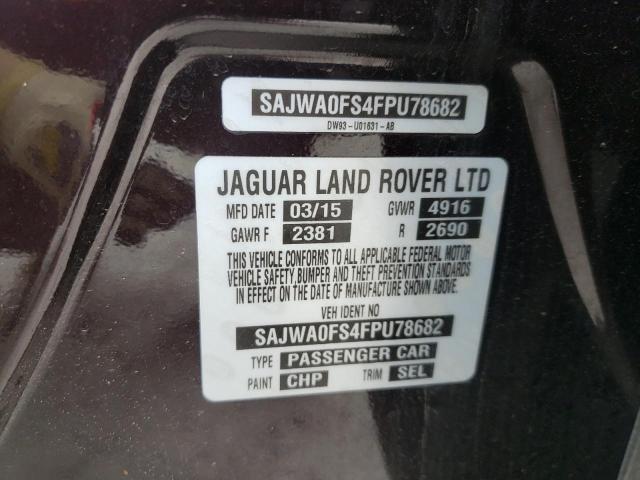 SAJWA0FS4FPU78682
DW93-U01631-AB
JAGUAR LAND ROVER LTD
MFD DATE 03/15 GVWR 4916
GAWR F 2381 R 2690
THIS VEHICLE CONFORMS TO ALL APPLICABLE FEDERAL MOTOR
VEHICLE SAFETY,BUMPER AND THEFT PREVENTION STANDARDS
IN EFFECT ON THE DATE OF MANUFACTURE SHOWN ABOVE.
VEH IDENT NO
SAJWA0FS4FPU78682
TYPE PASSENGER CAR
PAINT CHP TRIM SEL